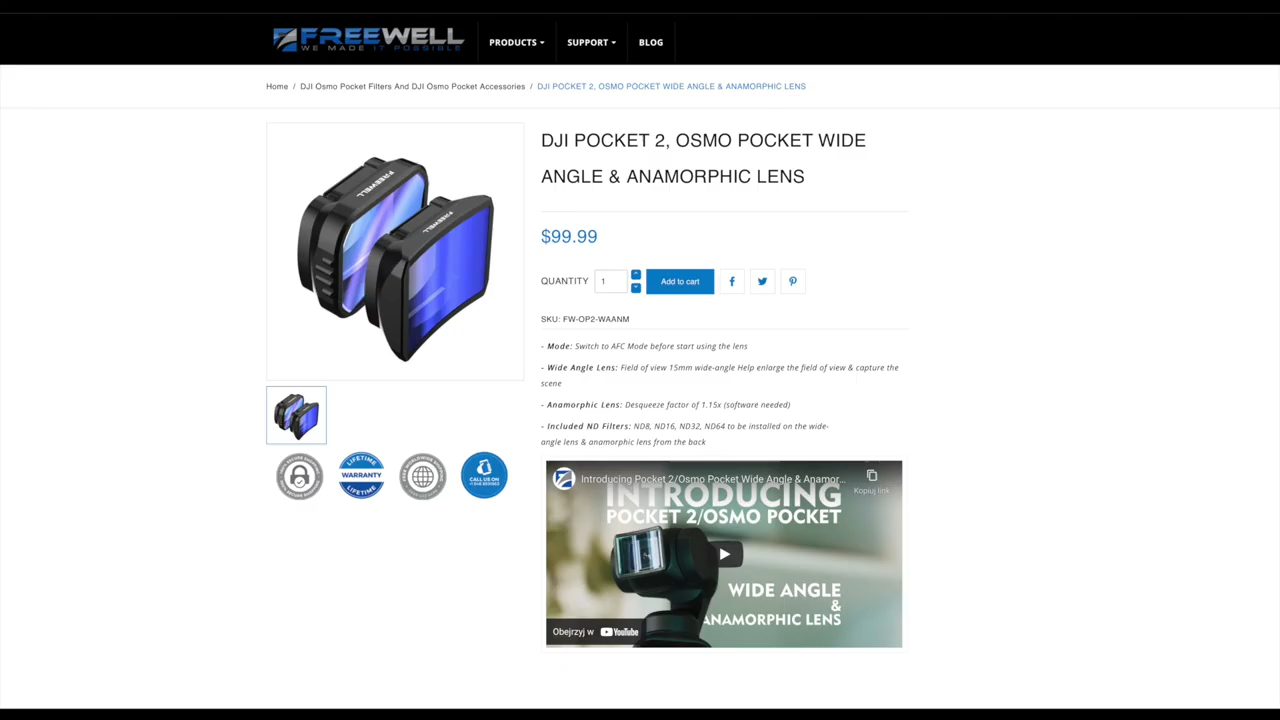 FREEWELL
WE MADE IT POSSIBLE
PRODUCTS
SUPPORT
BLOG
Home / DJI Osmo Pocket Filters And DJI Osmo Pocket Accessories / DJI POCKET 2, OSMO POCKET WIDE ANGLE & ANAMORPHIC LENS
FREEWELL
FREEWELL
DJI POCKET 2, OSMO POCKET WIDE
ANGLE & ANAMORPHIC LENS
$99.99
QUANTITY
1
Add to cart
SKU: FW-OP2-WAANM
- Mode: Switch to AFC Mode before start using the lens
- Wide Angle Lens: Field of view 15mm wide-angle Help enlarge the field of view & capture the
scene
- Anamorphic Lens: Desqueeze factor of 1.15x (software needed)
- Included ND Filters: ND8, ND16, ND32, ND64 to be installed on the wide-
angle lens & anamorphic lens from the back
LIFETIME
WARRANTY
LIFETIME
CALL US ON
Introducing Pocket 2/Osmo Pocket Wide Angle & Anamor...
Kopiuj link
INTRODUCING
POCKET 2/OSMO POCKET
WIDE ANGLE
&
ANAMORPHIC LENS
Obejrzyj w YouTube